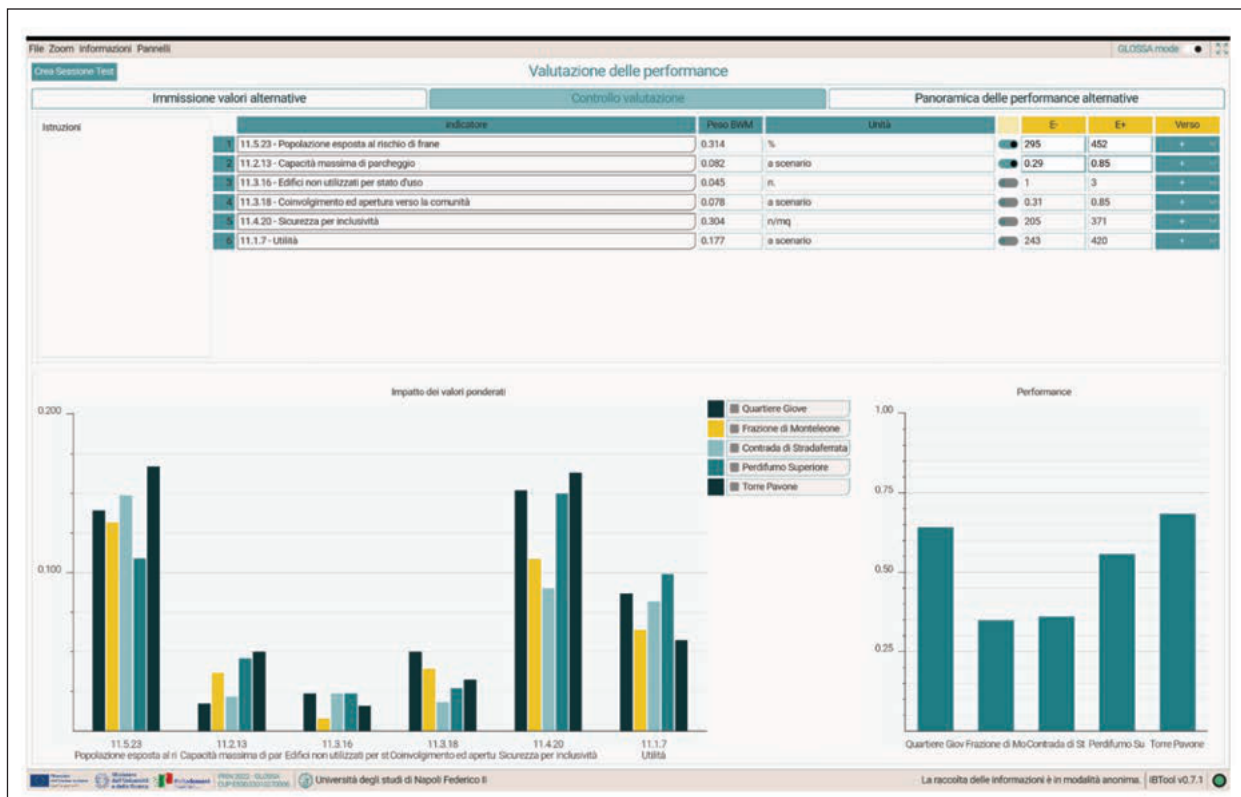 File Zoom Informazioni Pannelli
GLOSSA mode
Crea Sessione Test
Valutazione delle performance
Immissione valori alternative
Controllo valutazione
Panoramica delle performance alternative
Istruzioni
indicatore Peso BWM Unità E- E+ Verso
1 11.5.23 - Popolazione esposta al rischio di frane 0.314 % 295 452 +
2 11.2.13 - Capacità massima di parcheggio 0.082 a scenario 0.29 0.85 +
3 11.3.16 - Edifici non utilizzati per stato d'uso 0.045 n. 1 3 +
4 11.3.18 - Coinvolgimento ed apertura verso la comunità 0.078 a scenario 0.31 0.85 +
5 11.4.20 - Sicurezza per inclusività 0.304 n/mq 205 371 +
6 11.1.7 - Utilità 0.177 a scenario 243 420 +
Impatto dei valori ponderati
0.200
0.100
11.5.23 11.2.13 11.3.16 11.3.18 11.4.20 11.1.7
Popolazione esposta al ri Capacità massima di par Edifici non utilizzati per st Coinvolgimento ed apertu Sicurezza per inclusività Utilità
Quartiere Giove
Frazione di Monteleone
Contrada di Stradaferrata
Perdifumo Superiore
Torre Pavone
Performance
1.00
0.75
0.50
0.25
Quartiere Giov Frazione di Mo Contrada di St Perdifumo Su Torre Pavone
Università degli studi di Napoli Federico II
La raccolta delle informazioni è in modalità anonima. IBTool v0.7.1